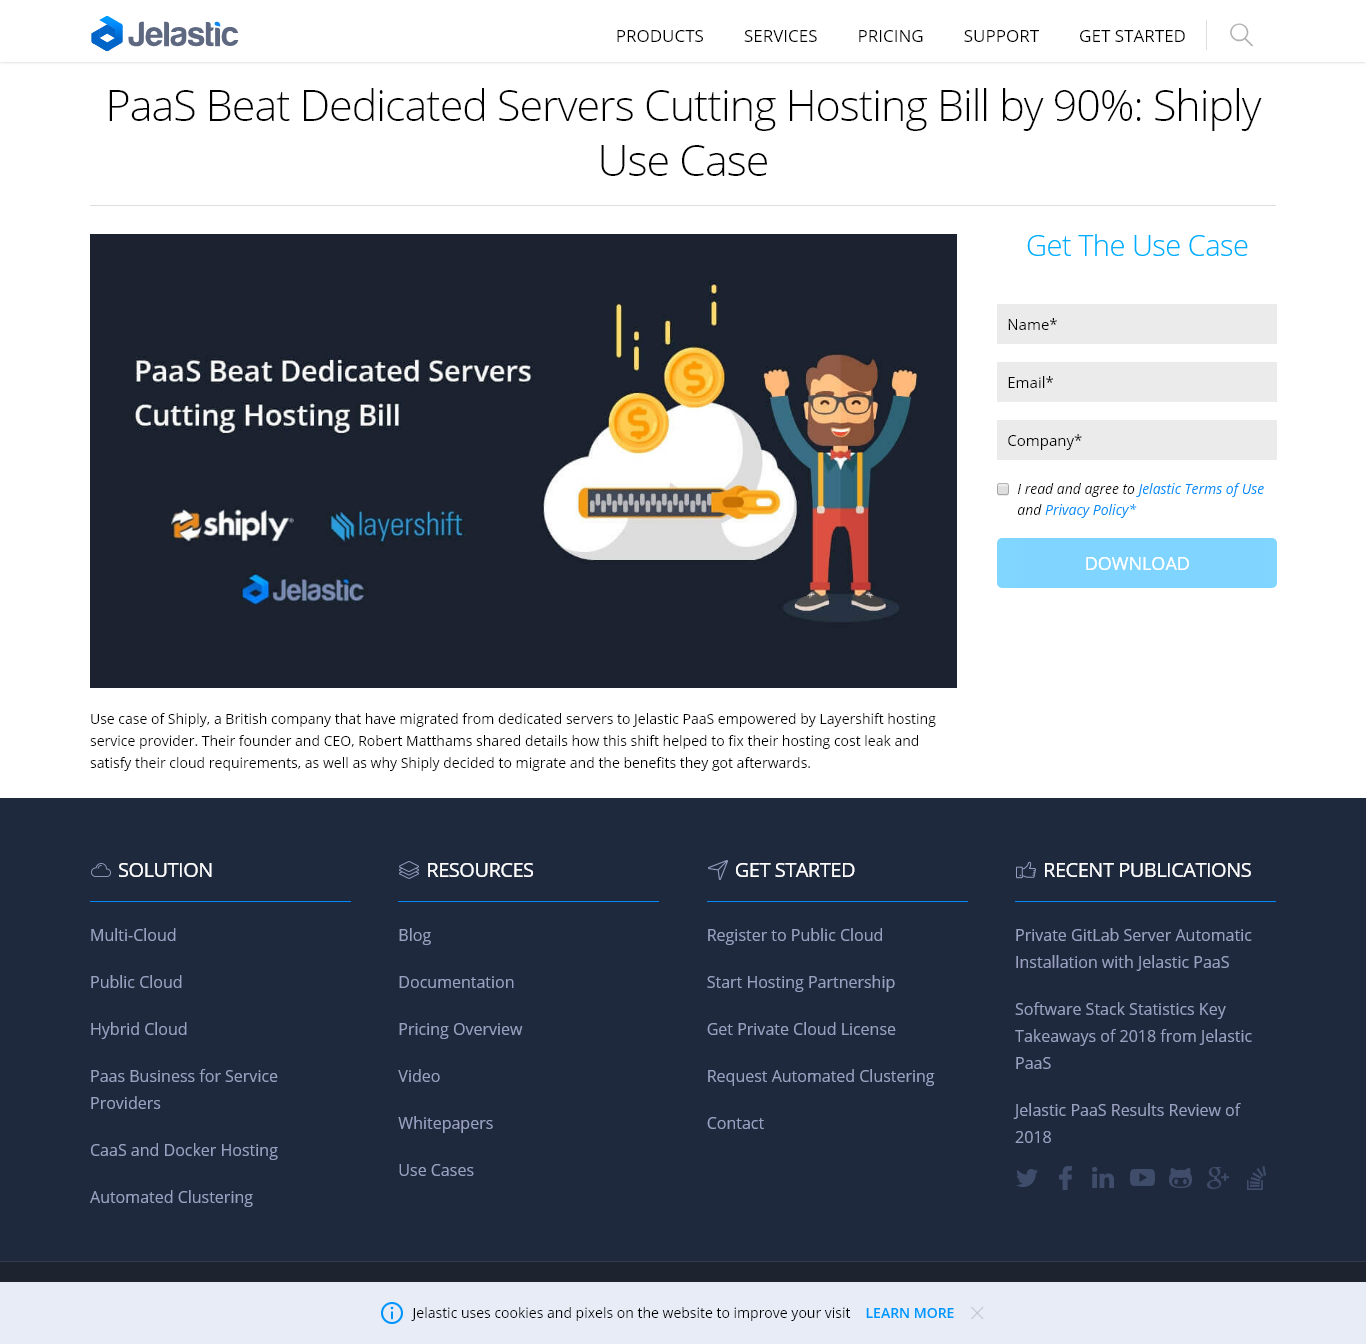 Jelastic
PRODUCTS
SERVICES
PRICING
SUPPORT
GET STARTED
PaaS Beat Dedicated Servers Cutting Hosting Bill by 90%: Shiply
Use Case
PaaS Beat Dedicated Servers
Cutting Hosting Bill
$
$
shiply
layershift
Jelastic
Get The Use Case
Name*
Email*
Company*
I read and agree to Jelastic Terms of Use
and Privacy Policy*
DOWNLOAD
Use case of Shiply, a British company that have migrated from dedicated servers to Jelastic PaaS empowered by Layershift hosting
service provider. Their founder and CEO, Robert Matthams shared details how this shift helped to fix their hosting cost leak and
satisfy their cloud requirements, as well as why Shiply decided to migrate and the benefits they got afterwards.
SOLUTION
Multi-Cloud
Public Cloud
Hybrid Cloud
Paas Business for Service
Providers
CaaS and Docker Hosting
Automated Clustering
RESOURCES
Blog
Documentation
Pricing Overview
Video
Whitepapers
Use Cases
GET STARTED
Register to Public Cloud
Start Hosting Partnership
Get Private Cloud License
Request Automated Clustering
Contact
RECENT PUBLICATIONS
Private GitLab Server Automatic
Installation with Jelastic PaaS
Software Stack Statistics Key
Takeaways of 2018 from Jelastic
PaaS
Jelastic PaaS Results Review of
2018
Jelastic uses cookies and pixels on the website to improve your visit LEARN MORE